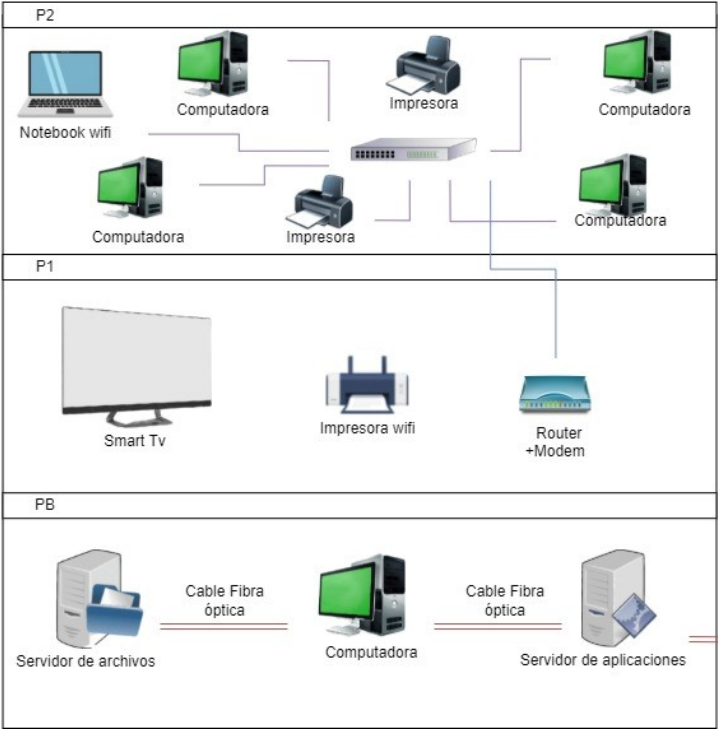 P2
Computadora
Impresora
Computadora
Notebook wifi
Computadora
Impresora
Computadora
P1
Smart Tv
Impresora wifi
Router
+Modem
PB
Cable Fibra
óptica
Cable Fibra
óptica
Servidor de archivos
Computadora
Servidor de aplicaciones